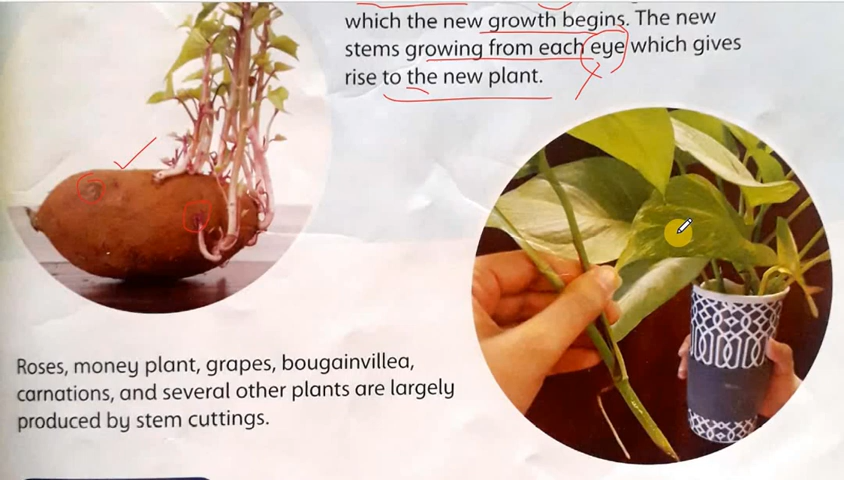 which the new growth begins. The new
stems growing from each eye which gives
rise to the new plant.
Roses, money plant, grapes, bougainvillea,
carnations, and several other plants are largely
produced by stem cuttings.